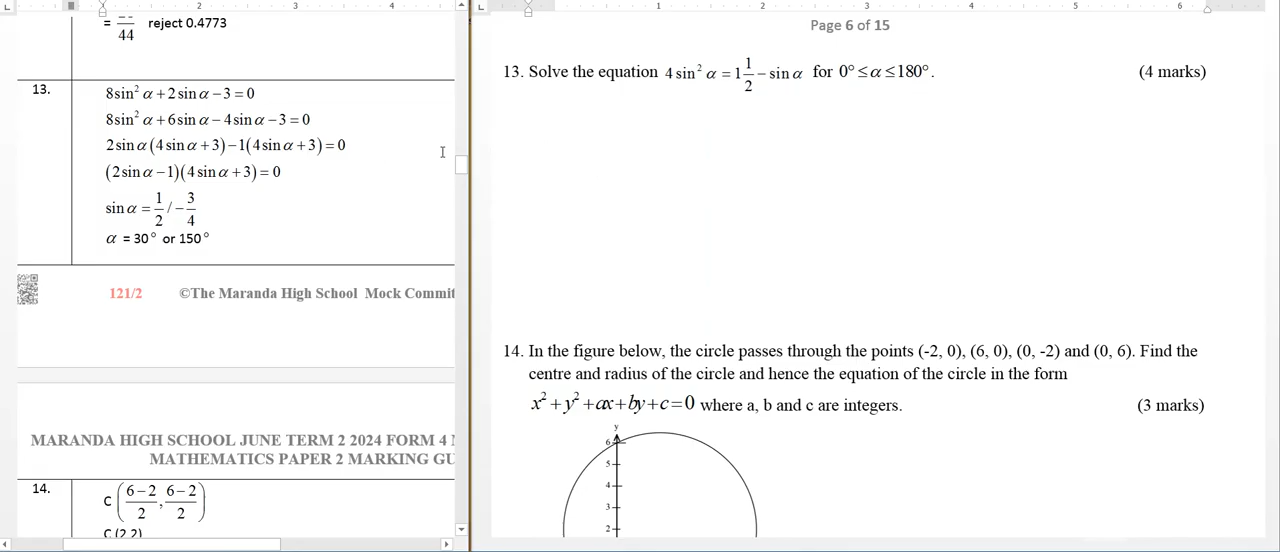 = 44 reject 0.4773
13.
8sin² α + 2sin α − 3 = 0
8sin² α + 6sin α − 4sin α − 3 = 0
2sin α (4sin α + 3) − 1(4sin α + 3) = 0
(2sin α − 1)(4sin α + 3) = 0
sin α = 1/2 / − 3/4
α = 30° or 150°
121/2 ©The Maranda High School Mock Commit
MARANDA HIGH SCHOOL JUNE TERM 2 2024 FORM 4
MATHEMATICS PAPER 2 MARKING GU
14. C ( (6−2)/2 , (6−2)/2 )
C (2,2)
Page 6 of 15
13. Solve the equation 4 sin² α = 1 1/2 − sin α for 0° ≤ α ≤ 180°. (4 marks)
14. In the figure below, the circle passes through the points (-2, 0), (6, 0), (0, -2) and (0, 6). Find the
centre and radius of the circle and hence the equation of the circle in the form
x² + y² + ax + by + c = 0 where a, b and c are integers. (3 marks)
y
6
5
4
3
2